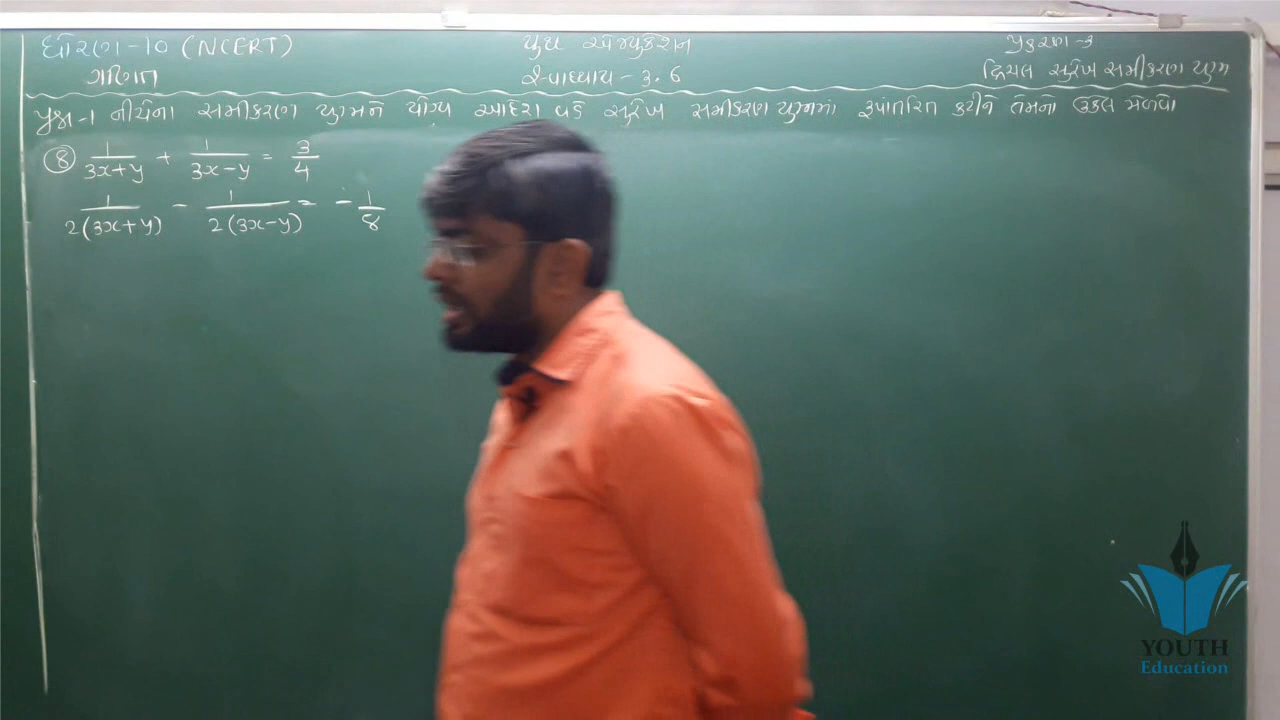 ધોરણ-10 (NCERT) યુથ એજ્યુકેશન પ્રકરણ-3
ગણિત સ્વાધ્યાય - 3.6 દ્વિચલ સુરેખ સમીકરણ યુગ્મ
પ્રશ્ન-1 નીચેના સમીકરણ યુગ્મને યોગ્ય આદેશ વડે સુરેખ સમીકરણ યુગ્મમાં રૂપાંતરિત કરીને તેમનો ઉકેલ મેળવો
⑧ 1/(3x+y) + 1/(3x-y) = 3/4
1/(2(3x+y)) - 1/(2(3x-y)) = -1/8
YOUTH
Education